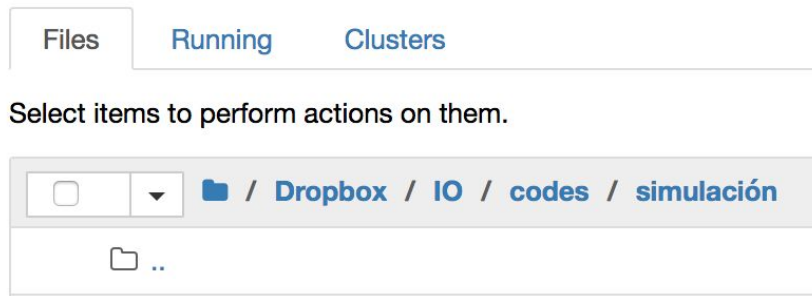 Files Running Clusters
Select items to perform actions on them.
/ Dropbox / IO / codes / simulación
..